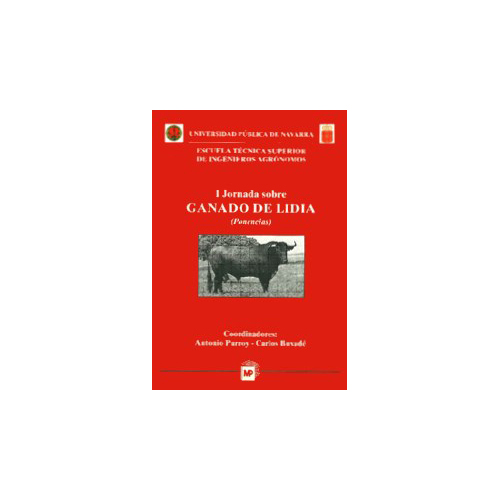 UNIVERSIDAD PÚBLICA DE NAVARRA
ESCUELA TÉCNICA SUPERIOR
DE INGENIEROS AGRÓNOMOS
I Jornada sobre
GANADO DE LIDIA
(Ponencias)
Coordinadores:
Antonio Purroy - Carlos Buxadé
MP